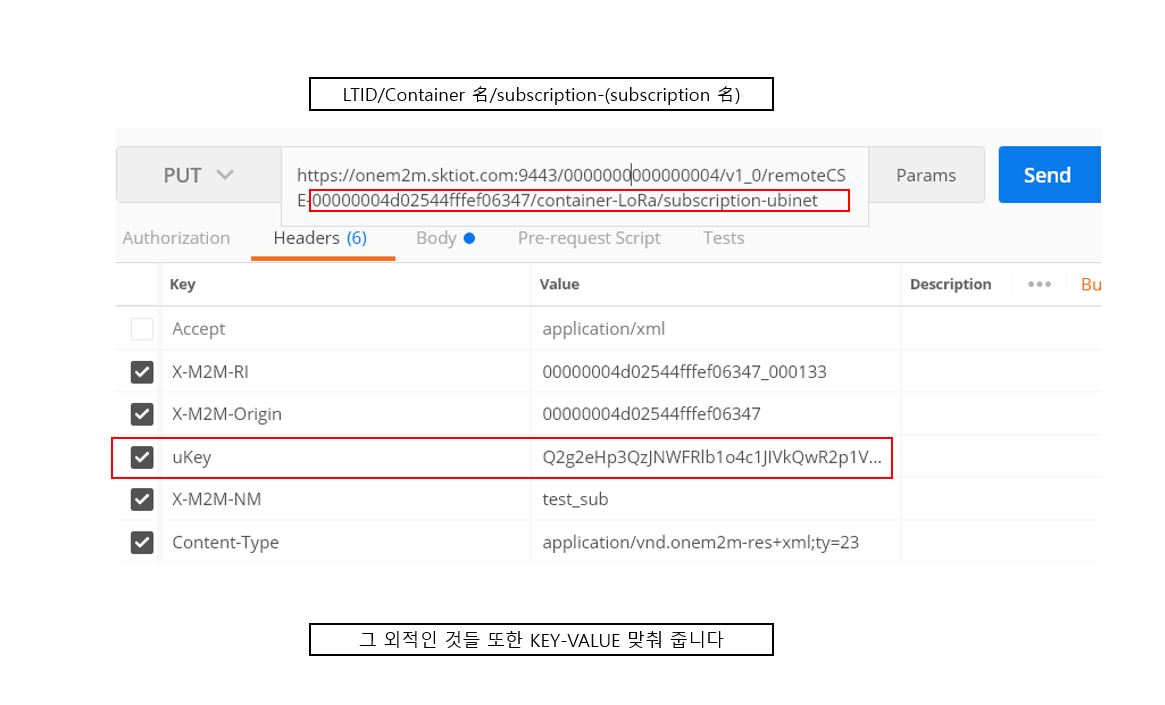 LTID/Container 名/subscription-(subscription 名)
PUT
https://onem2m.sktiot.com:9443/0000000000000004/v1_0/remoteCS
E-00000004d02544fffef06347/container-LoRa/subscription-ubinet
Params
Send
Authorization Headers (6) Body Pre-request Script Tests
Key Value Description ••• Bu
Accept application/xml
X-M2M-RI 00000004d02544fffef06347_000133
X-M2M-Origin 00000004d02544fffef06347
uKey Q2g2eHp3QzJNWFRlb1o4c1JIVkQwR2p1V...
X-M2M-NM test_sub
Content-Type application/vnd.onem2m-res+xml;ty=23
그 외적인 것들 또한 KEY-VALUE 맞춰 줍니다